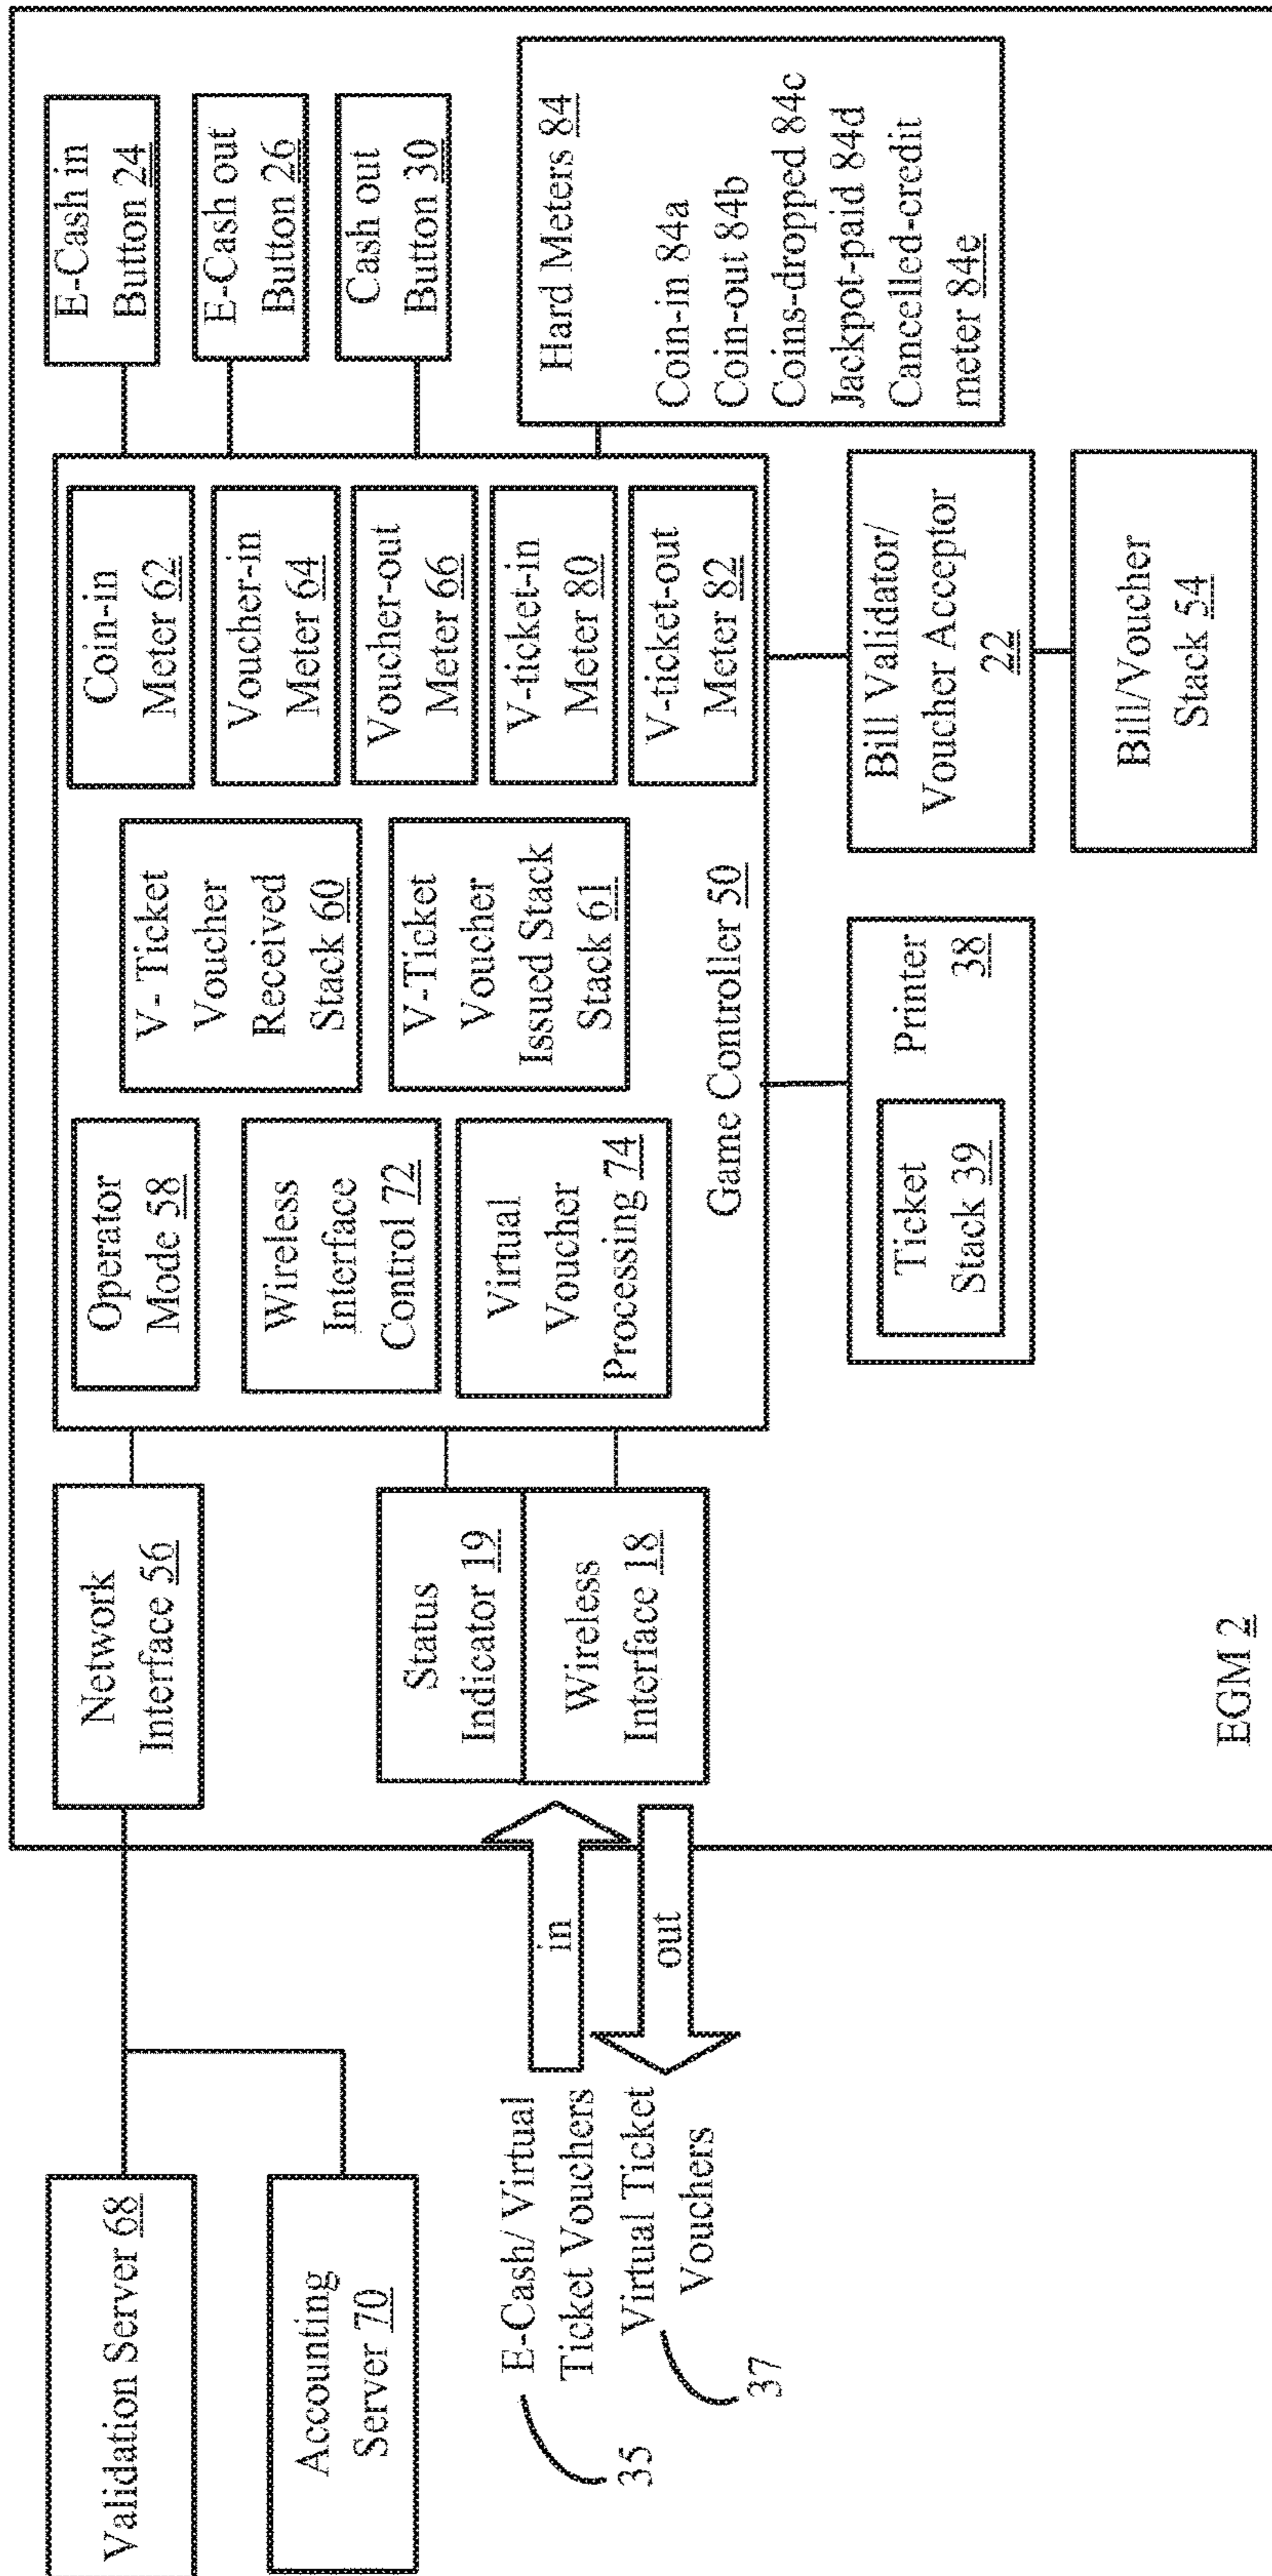 Validation Server 68
Accounting
Server 70
E-Cash/ Virtual
Ticket Vouchers
Virtual Ticket
Vouchers
35
37
in
out
Network
Interface 56
Status
Indicator 19
Wireless
Interface 18
Operator
Mode 58
Wireless
Interface
Control 72
Virtual
Voucher
Processing 74
V- Ticket
Voucher
Received
Stack 60
V-Ticket
Voucher
Issued Stack
Stack 61
Game Controller 50
Coin-in
Meter 62
Voucher-in
Meter 64
Voucher-out
Meter 66
V-ticket-in
Meter 80
V-ticket-out
Meter 82
E-Cash in
Button 24
E-Cash out
Button 26
Cash out
Button 30
Hard Meters 84
Coin-in 84a
Coin-out 84b
Coins-dropped 84c
Jackpot-paid 84d
Cancelled-credit
meter 84e
Printer
38
Ticket
Stack 39
Bill Validator/
Voucher Acceptor
22
Bill/Voucher
Stack 54
EGM 2